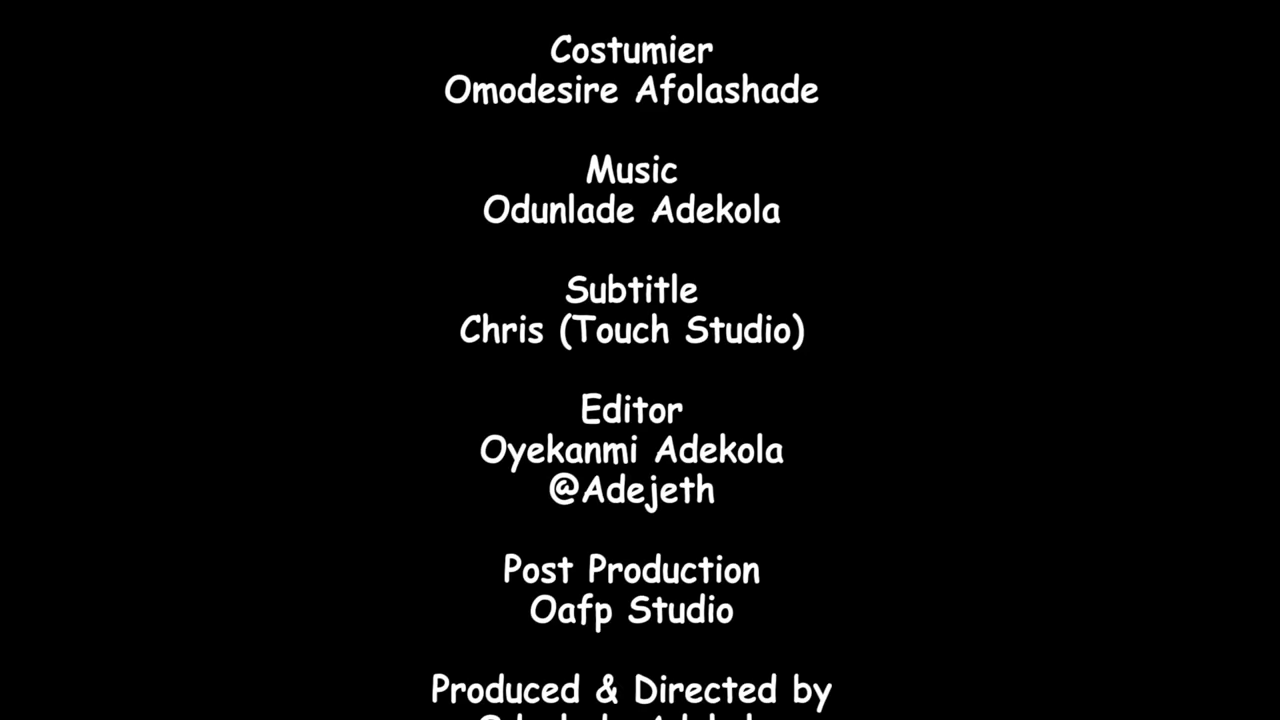 Costumier
Omodesire Afolashade
Music
Odunlade Adekola
Subtitle
Chris (Touch Studio)
Editor
Oyekanmi Adekola
@Adejeth
Post Production
Oafp Studio
Produced & Directed by